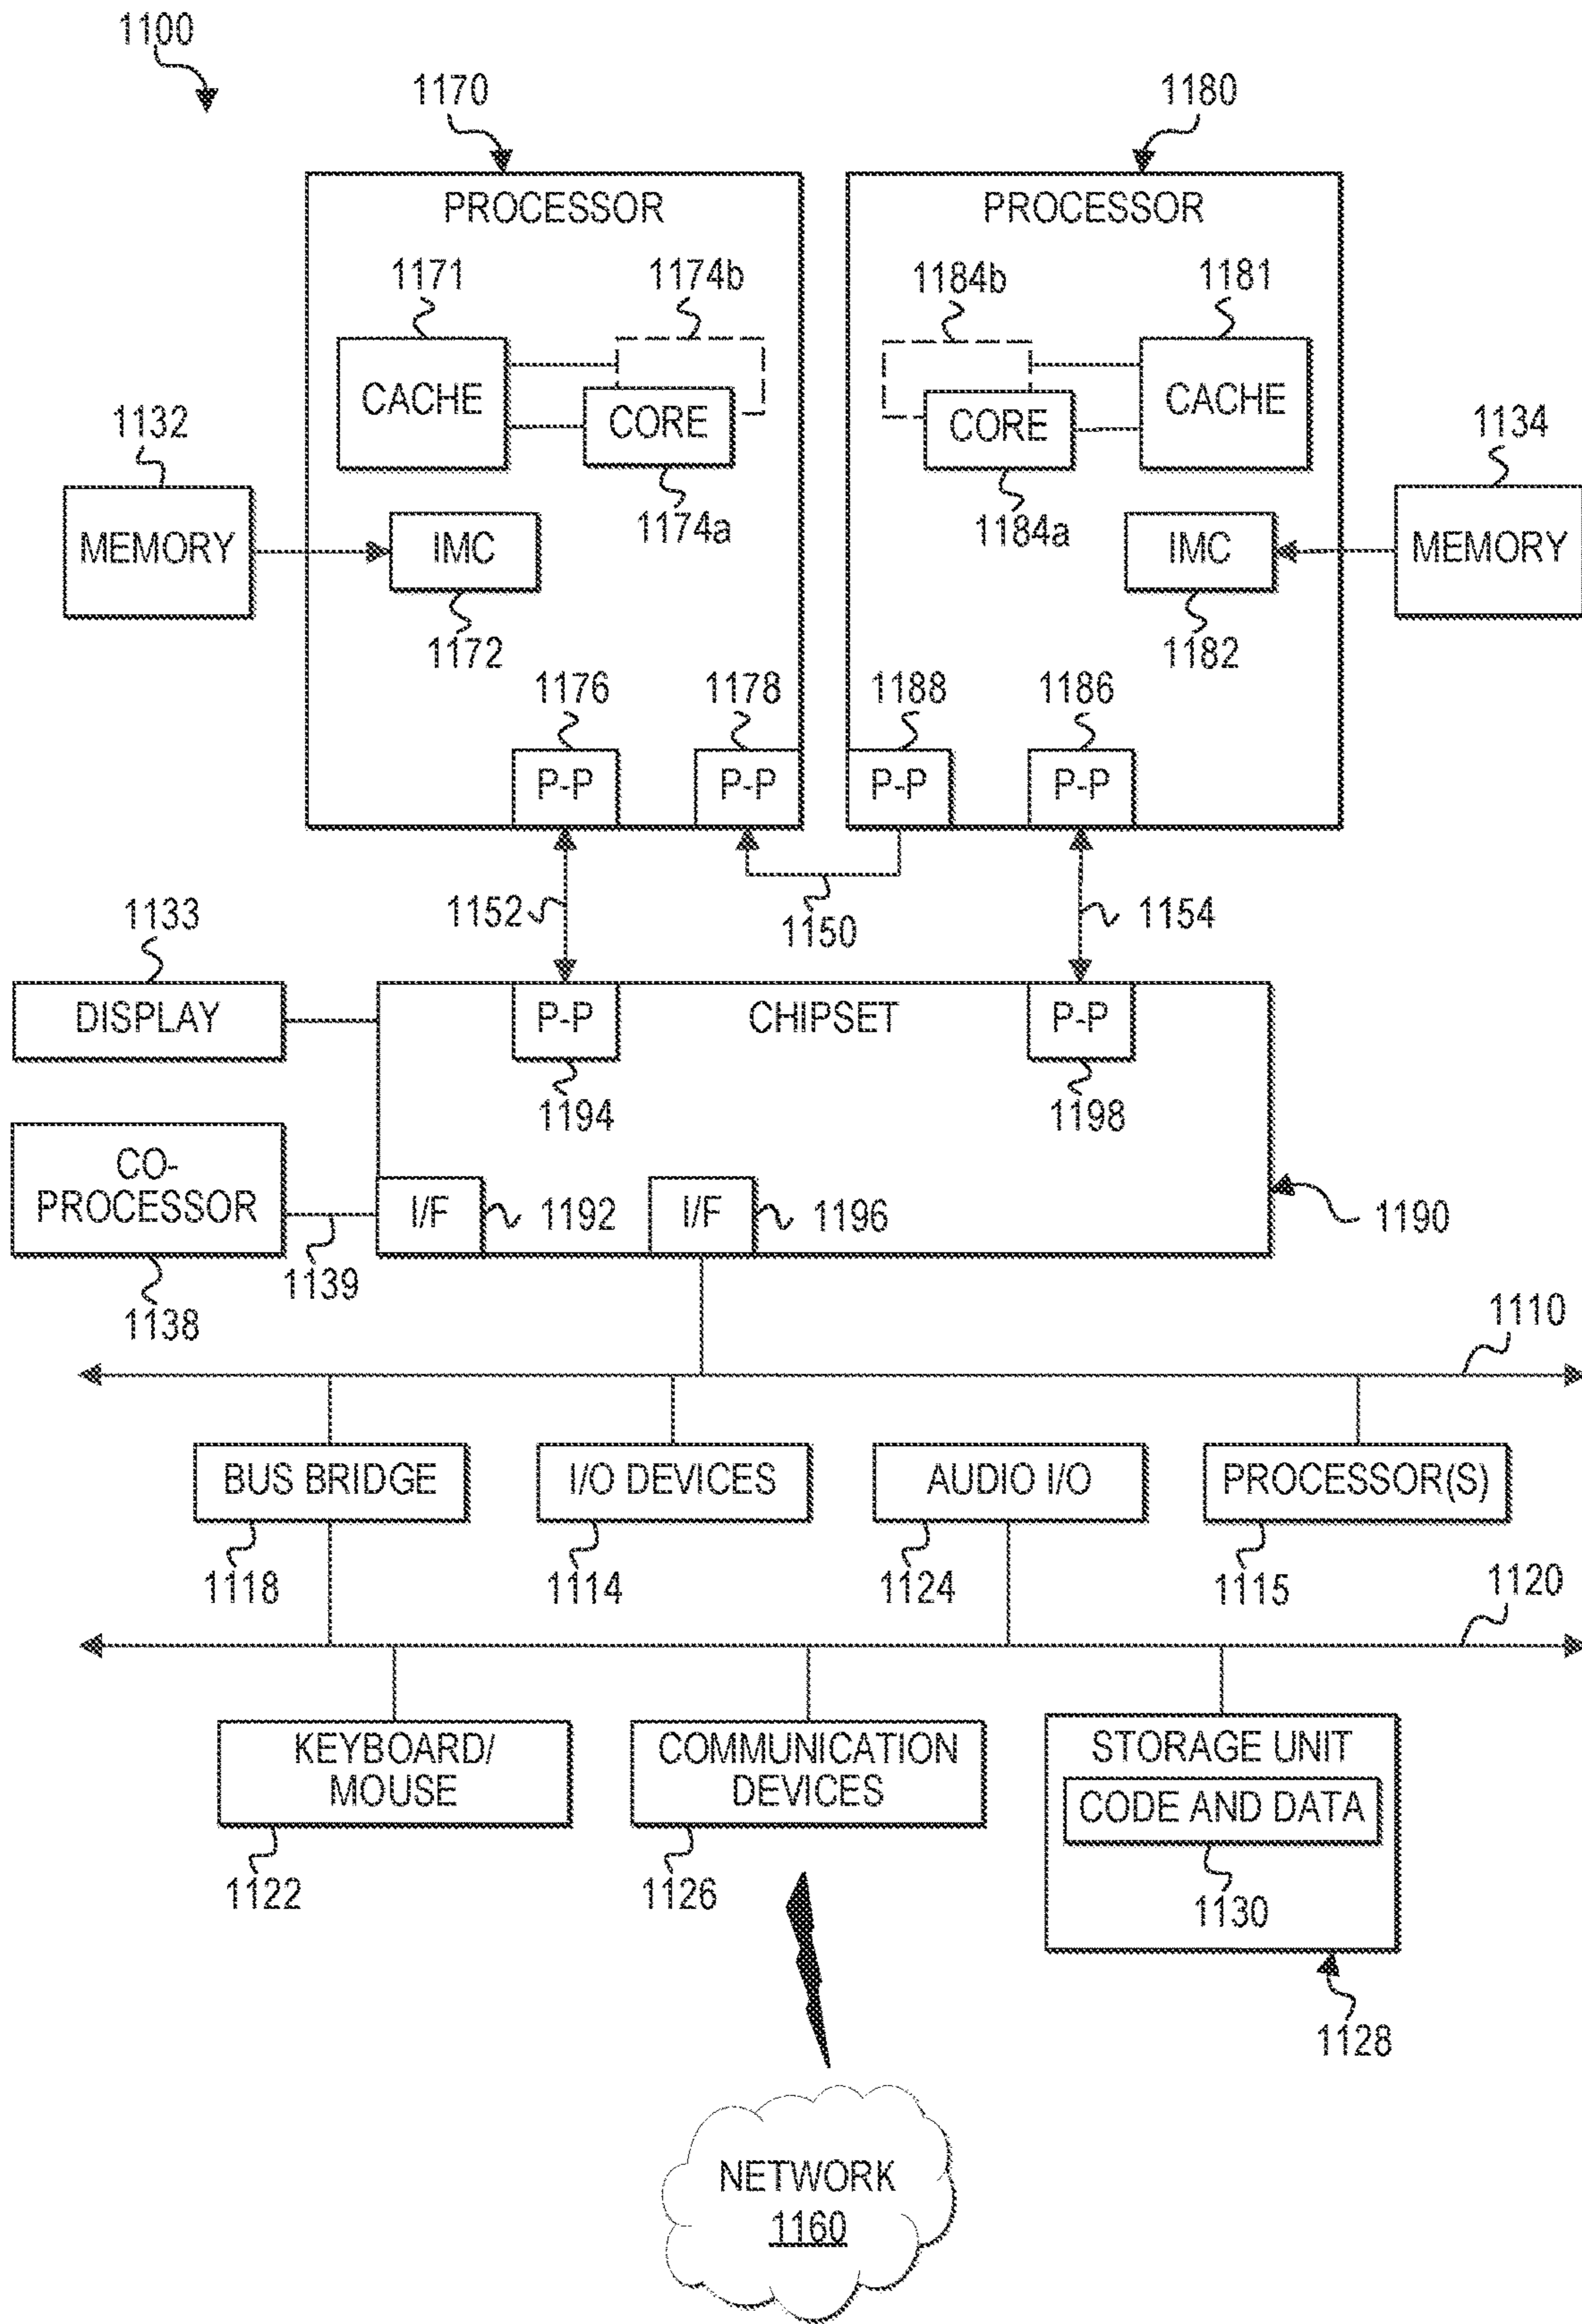 1100
1170
1180
PROCESSOR
PROCESSOR
1171
1174b
1184b
1181
CACHE
CORE
CORE
CACHE
1132
1134
1174a
1184a
MEMORY
IMC
IMC
MEMORY
1172
1182
1176
1178
1188
1186
P-P
P-P
P-P
P-P
1152
1150
1154
1133
DISPLAY
P-P
CHIPSET
P-P
1194
1198
CO-
PROCESSOR
I/F
1192
I/F
1196
1190
1139
1138
1110
BUS BRIDGE
I/O DEVICES
AUDIO I/O
PROCESSOR(S)
1118
1114
1124
1115
1120
KEYBOARD/
MOUSE
COMMUNICATION
DEVICES
STORAGE UNIT
CODE AND DATA
1122
1126
1130
1128
NETWORK
1160